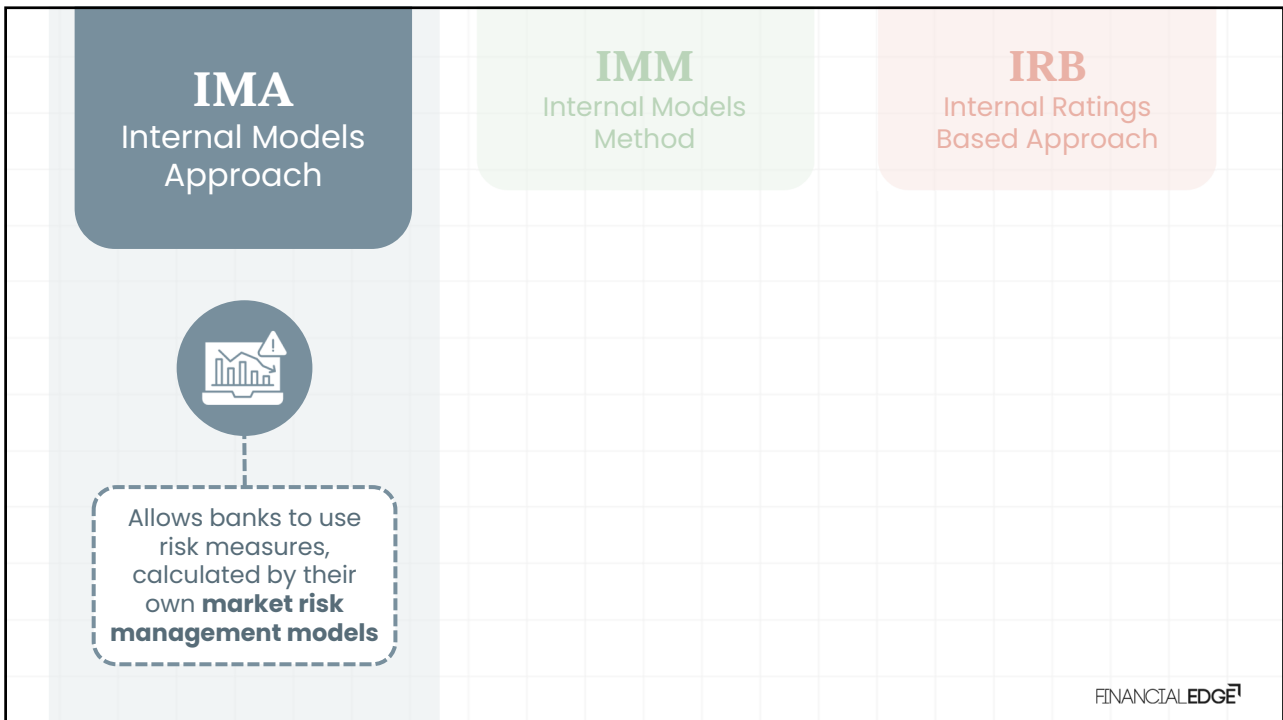 IMA
Internal Models
Approach
Allows banks to use
risk measures,
calculated by their
own market risk
management models
IMM
Internal Models
Method
IRB
Internal Ratings
Based Approach
FINANCIALEDGE